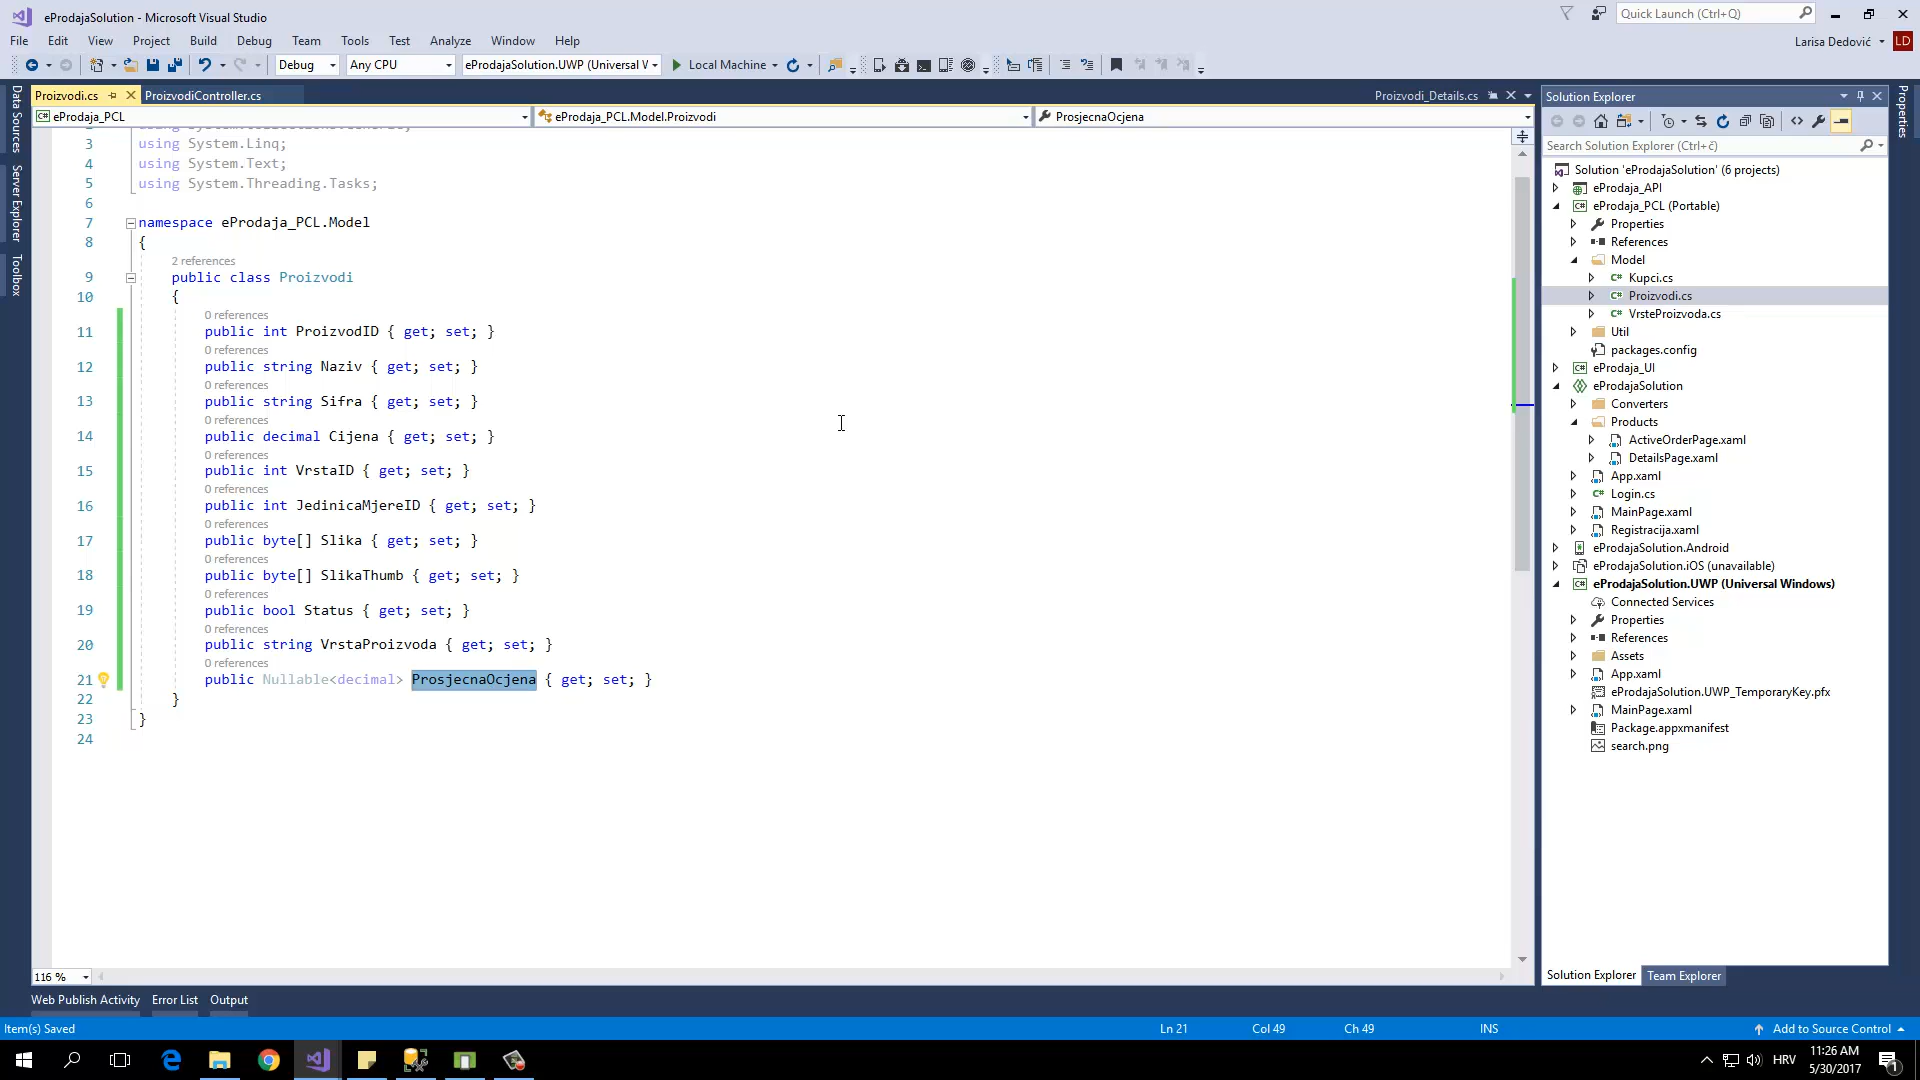 eProdajaSolution - Microsoft Visual Studio
Quick Launch (Ctrl+Q)
File Edit View Project Build Debug Team Tools Test Analyze Window Help
Larisa Dedović LD
Debug Any CPU eProdajaSolution.UWP (Universal W Local Machine
Proizvodi.cs ProizvodiController.cs Proizvodi_Details.cs
eProdaja_PCL eProdaja_PCL.Model.Proizvodi ProsjecnaOcjena
Data Sources
Server Explorer
Toolbox
3 using System.Linq;
4 using System.Text;
5 using System.Threading.Tasks;
6
7 namespace eProdaja_PCL.Model
8 {
2 references
9 public class Proizvodi
10 {
0 references
11 public int ProizvodID { get; set; }
0 references
12 public string Naziv { get; set; }
0 references
13 public string Sifra { get; set; }
0 references
14 public decimal Cijena { get; set; }
0 references
15 public int VrstaID { get; set; }
0 references
16 public int JedinicaMjereID { get; set; }
0 references
17 public byte[] Slika { get; set; }
0 references
18 public byte[] SlikaThumb { get; set; }
0 references
19 public bool Status { get; set; }
0 references
20 public string VrstaProizvoda { get; set; }
0 references
21 public Nullable<decimal> ProsjecnaOcjena { get; set; }
22 }
23 }
24
116 %
Solution Explorer
Search Solution Explorer (Ctrl+č)
Solution 'eProdajaSolution' (6 projects)
eProdaja_API
eProdaja_PCL (Portable)
Properties
References
Model
Kupci.cs
Proizvodi.cs
VrsteProizvoda.cs
Util
packages.config
eProdaja_UI
eProdajaSolution
Converters
Products
ActiveOrderPage.xaml
DetailsPage.xaml
App.xaml
Login.cs
MainPage.xaml
Registracija.xaml
eProdajaSolution.Android
eProdajaSolution.iOS (unavailable)
eProdajaSolution.UWP (Universal Windows)
Connected Services
Properties
References
Assets
App.xaml
eProdajaSolution.UWP_TemporaryKey.pfx
MainPage.xaml
Package.appxmanifest
search.png
Solution Explorer Team Explorer
Properties
Web Publish Activity Error List Output
Item(s) Saved Ln 21 Col 49 Ch 49 INS Add to Source Control
HRV 11:26 AM
5/30/2017
1